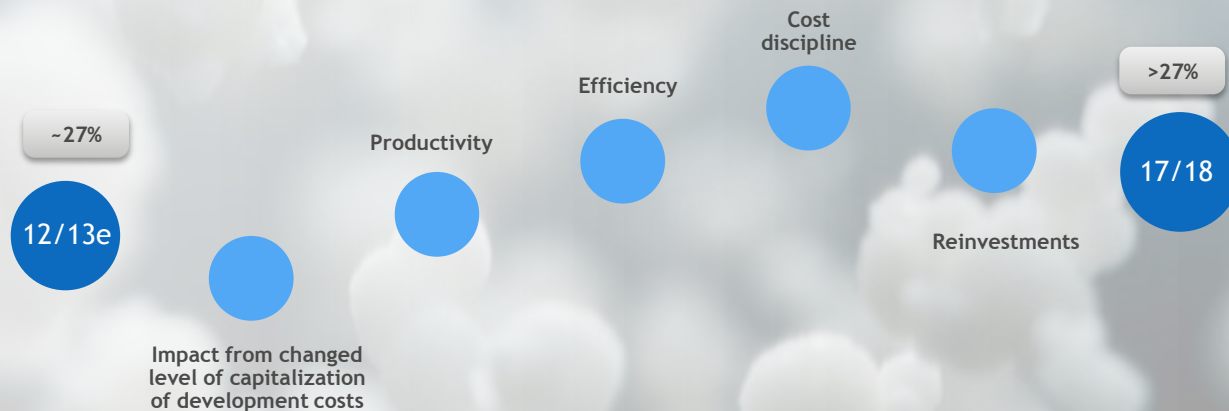 ~27%
12/13e
Impact from changed
level of capitalization
of development costs
Productivity
Efficiency
Cost
discipline
Reinvestments
>27%
17/18